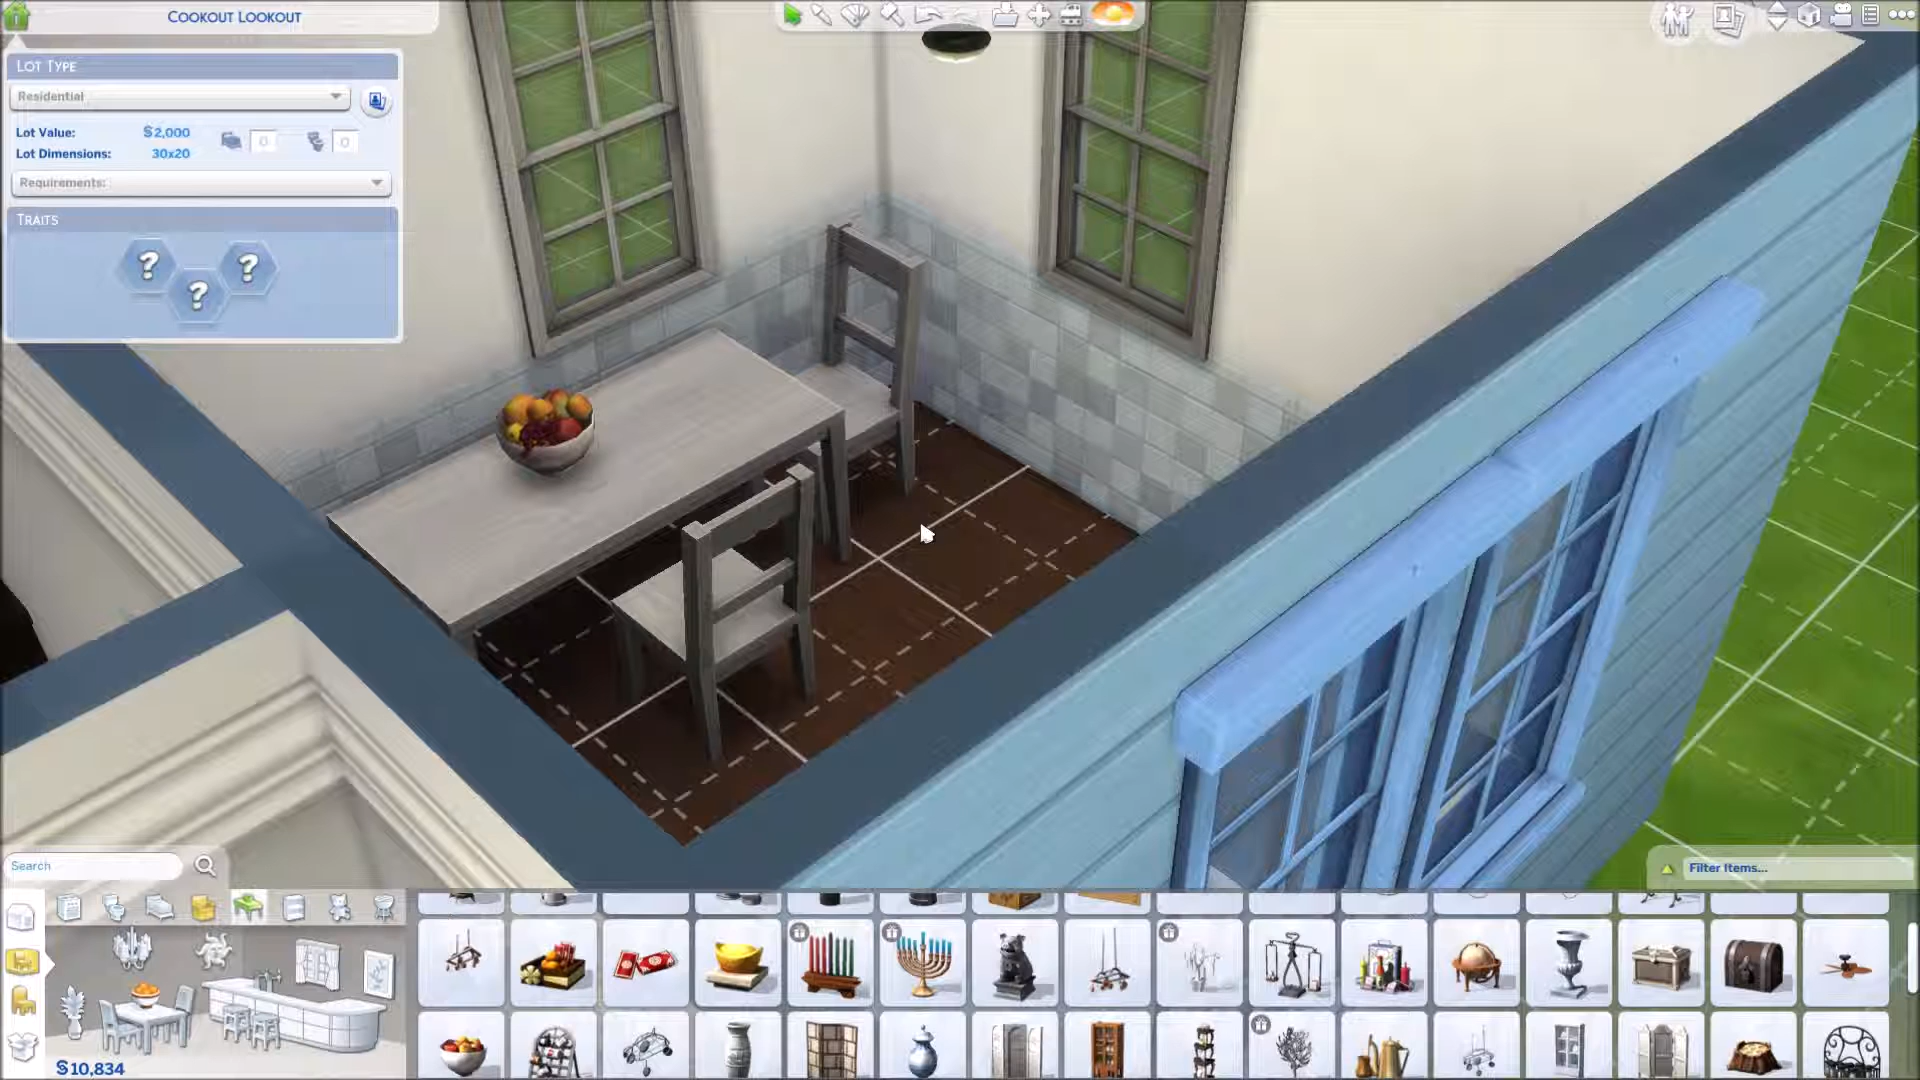 Cookout Lookout
Lot Type
Residential
Lot Value: $2,000
0 0
Lot Dimensions: 30x20
Requirements:
Traits
? ? ?
Search
Filter Items...
§10,834